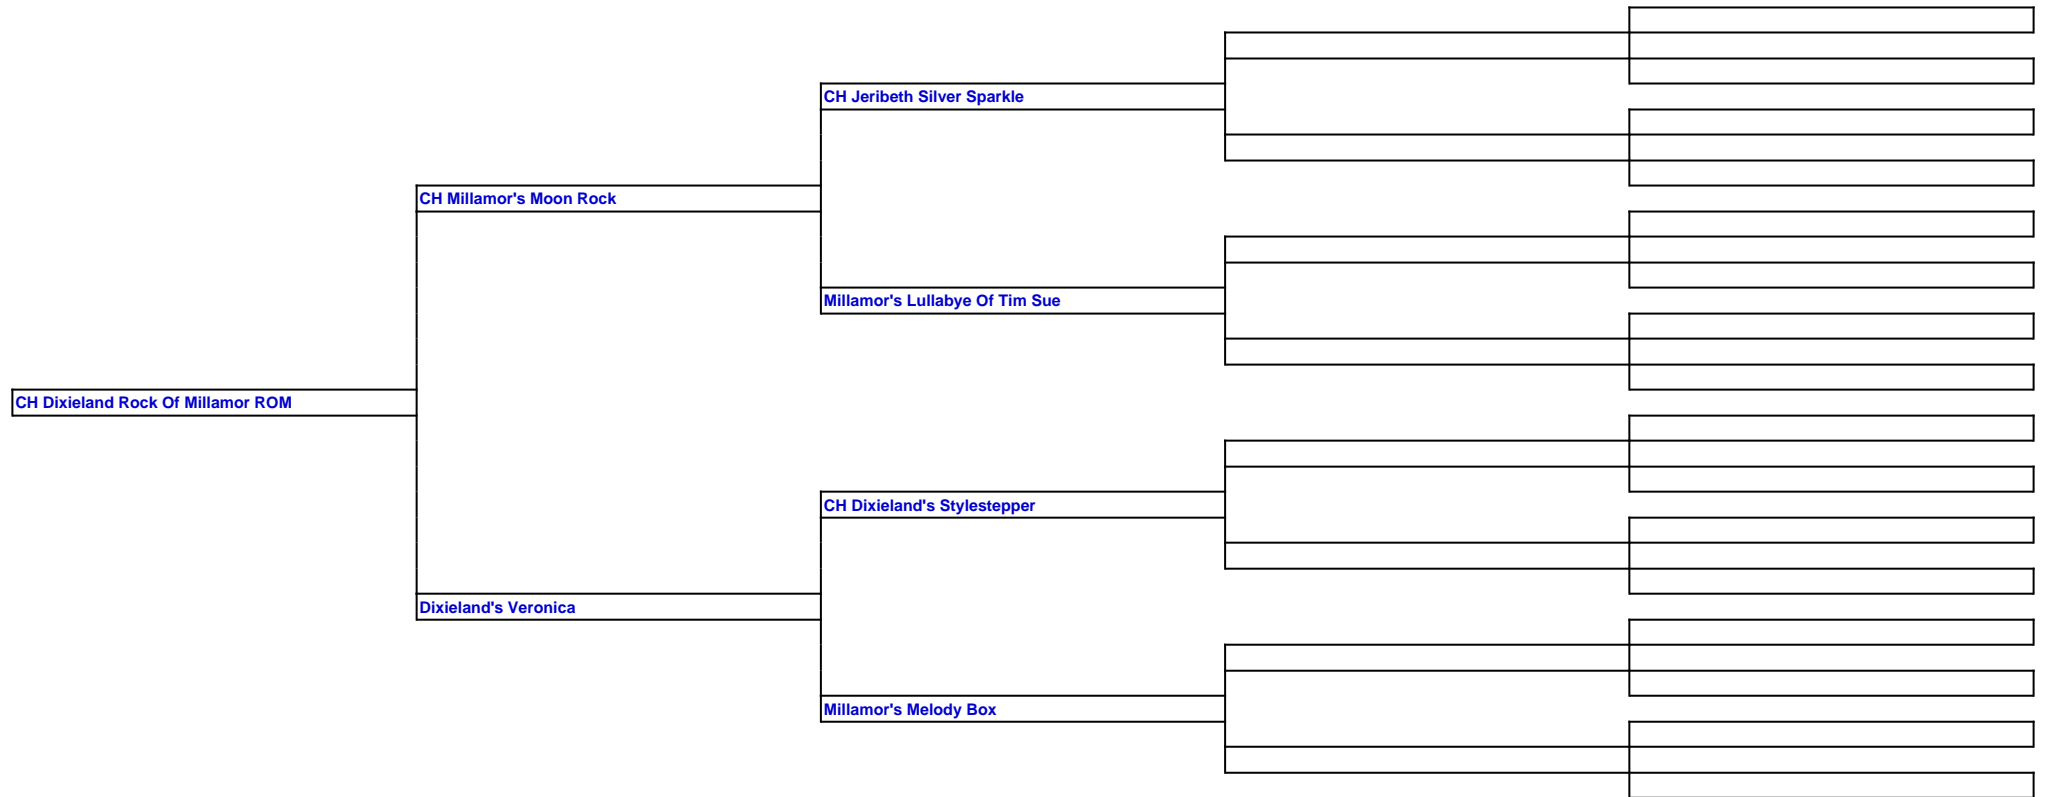 CH Jeribeth Silver Sparkle
CH Millamor's Moon Rock
Millamor's Lullabye Of Tim Sue
CH Dixieland Rock Of Millamor ROM
CH Dixieland's Stylestepper
Dixieland's Veronica
Millamor's Melody Box